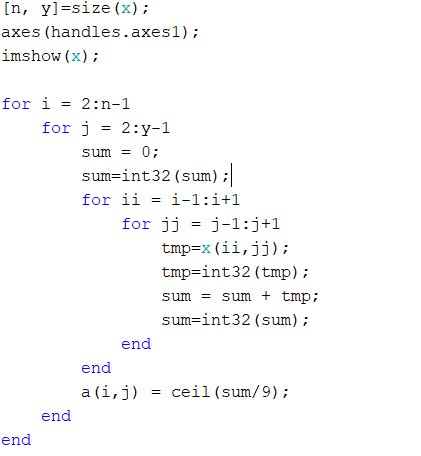 [n, y]=size(x);
axes(handles.axes1);
imshow(x);

for i = 2:n-1
    for j = 2:y-1
        sum = 0;
        sum=int32(sum);
        for ii = i-1:i+1
            for jj = j-1:j+1
                tmp=x(ii,jj);
                tmp=int32(tmp);
                sum = sum + tmp;
                sum=int32(sum);
            end
        end
        a(i,j) = ceil(sum/9);
    end
end